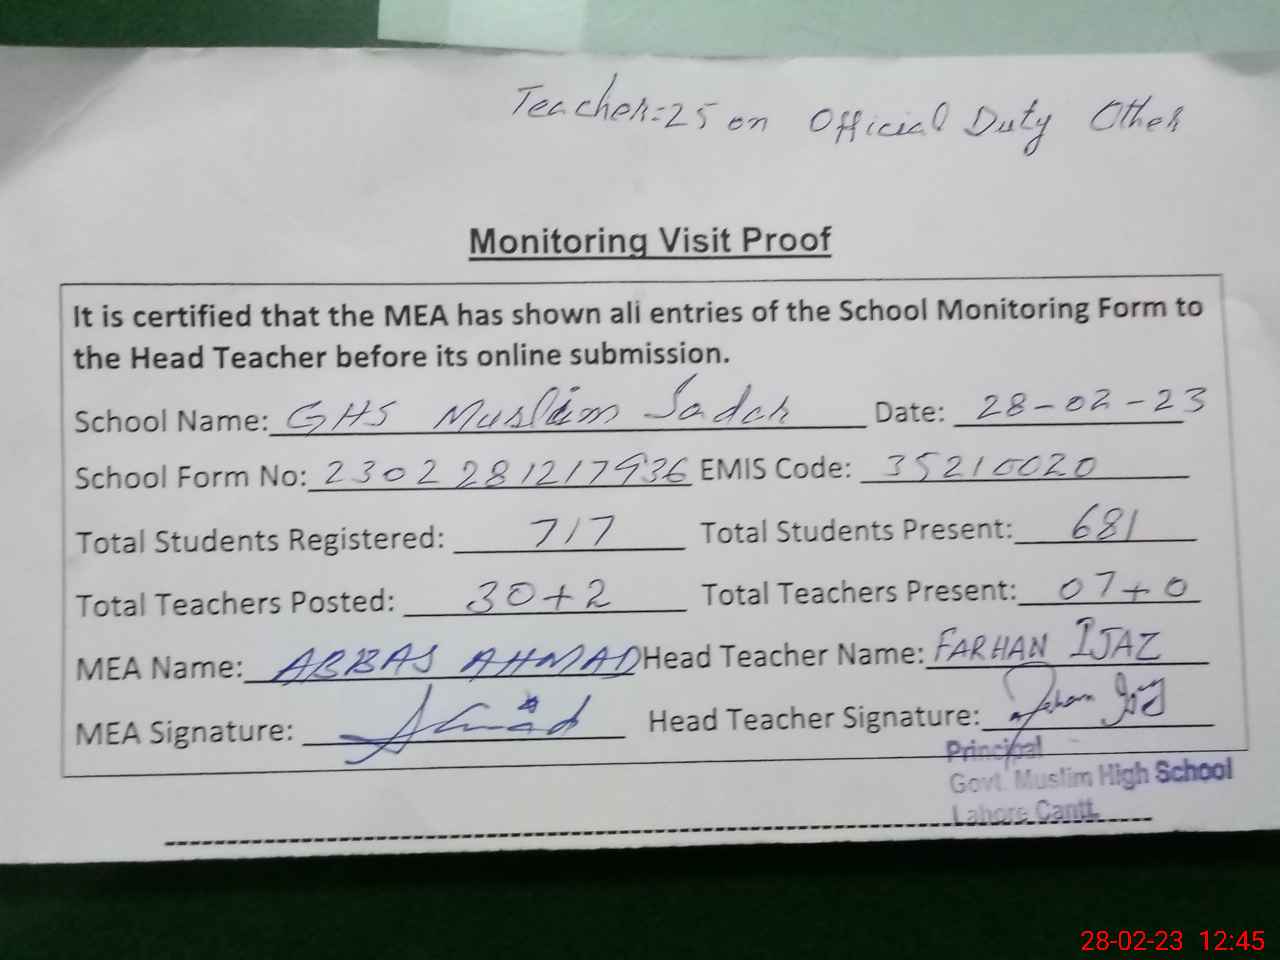 Teacher=25 on Official Duty Other
Monitoring Visit Proof
It is certified that the MEA has shown all entries of the School Monitoring Form to
the Head Teacher before its online submission.
School Name: GHS Muslim Sadar Date: 28-02-23
School Form No: 2302281217936 EMIS Code: 35210020
Total Students Registered: 717 Total Students Present: 681
Total Teachers Posted: 30+2 Total Teachers Present: 07+0
MEA Name: ABBAS AHMAD Head Teacher Name: FARHAN IJAZ
MEA Signature: Head Teacher Signature:
Principal
Govt. Muslim High School
Lahore Cantt.
28-02-23 12:45